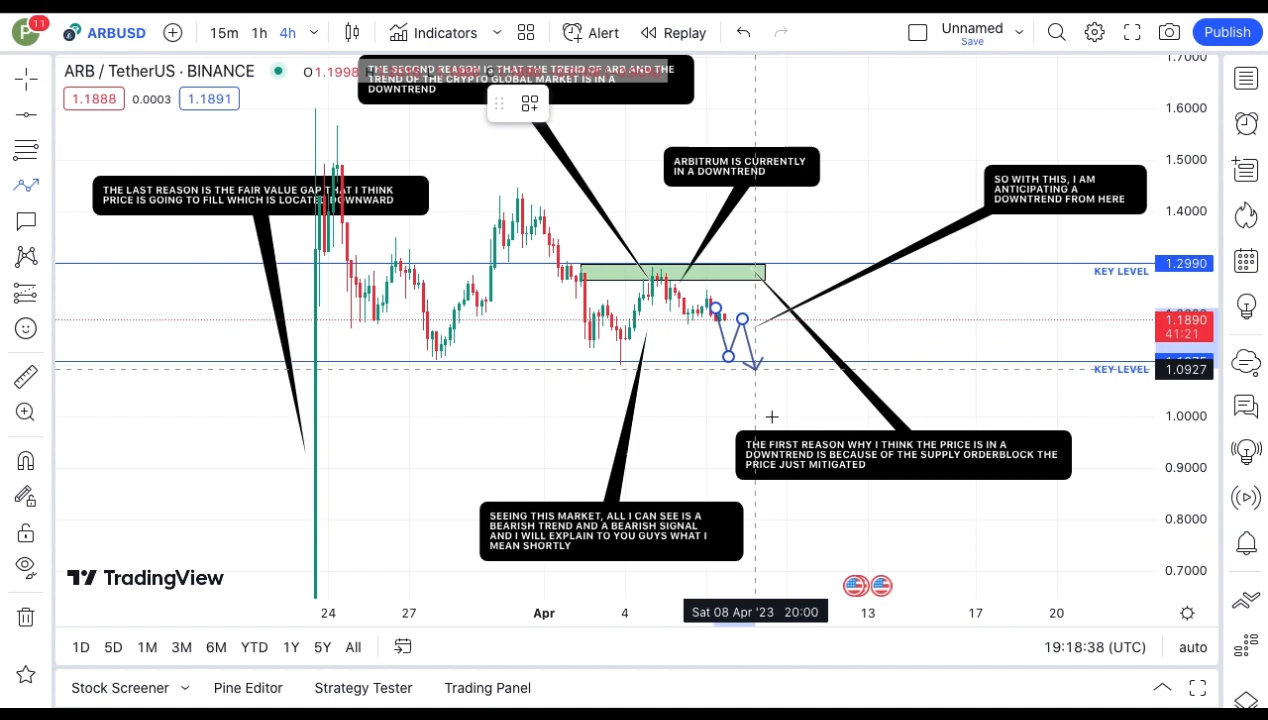 P
11
ARBUSD
15m 1h 4h
Indicators
Alert
Replay
Unnamed
Save
Publish
ARB / TetherUS · BINANCE
O1.1998
1.1888 0.0003 1.1891
THE SECOND REASON IS THAT THE TREND OF ARB AND THE
TREND OF THE CRYPTO GLOBAL MARKET IS IN A
DOWNTREND
ARBITRUM IS CURRENTLY
IN A DOWNTREND
THE LAST REASON IS THE FAIR VALUE GAP THAT I THINK
PRICE IS GOING TO FILL WHICH IS LOCATED DOWNWARD
SO WITH THIS, I AM
ANTICIPATING A
DOWNTREND FROM HERE
KEY LEVEL
KEY LEVEL
THE FIRST REASON WHY I THINK THE PRICE IS IN A
DOWNTREND IS BECAUSE OF THE SUPPLY ORDERBLOCK THE
PRICE JUST MITIGATED
SEEING THIS MARKET, ALL I CAN SEE IS A
BEARISH TREND AND A BEARISH SIGNAL
AND I WILL EXPLAIN TO YOU GUYS WHAT I
MEAN SHORTLY
1.7000
1.6000
1.5000
1.4000
1.2990
1.1890
41:21
1.0927
1.0000
0.9000
0.8000
0.7000
TradingView
24 27 Apr 4 Sat 08 Apr '23 20:00 13 17 20
1D 5D 1M 3M 6M YTD 1Y 5Y All
19:18:38 (UTC)
auto
Stock Screener
Pine Editor
Strategy Tester
Trading Panel